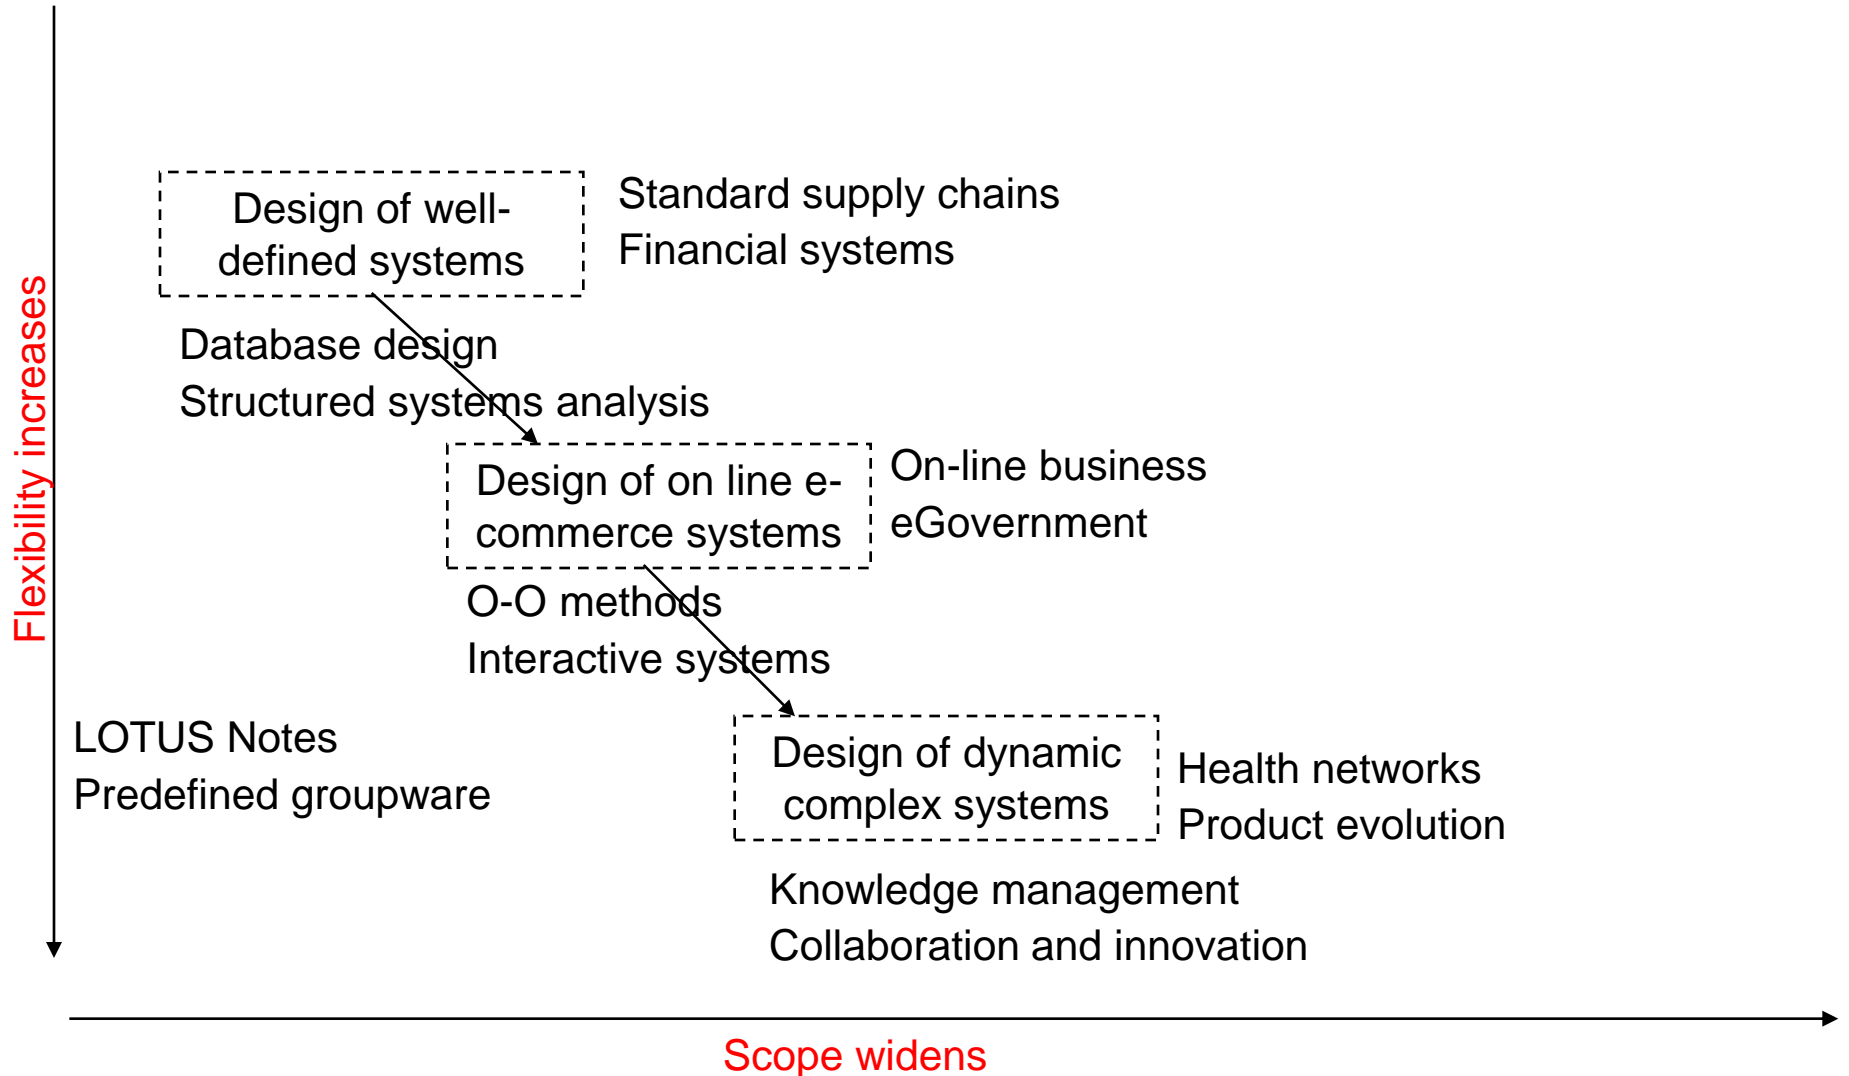 Design of well-
defined systems
Standard supply chains
Financial systems
Flexibility increases
Database design
Structured systems analysis
Design of on line e-
commerce systems
On-line business
eGovernment
O-O methods
Interactive systems
LOTUS Notes
Predefined groupware
Design of dynamic
complex systems
Health networks
Product evolution
Knowledge management
Collaboration and innovation
Scope widens